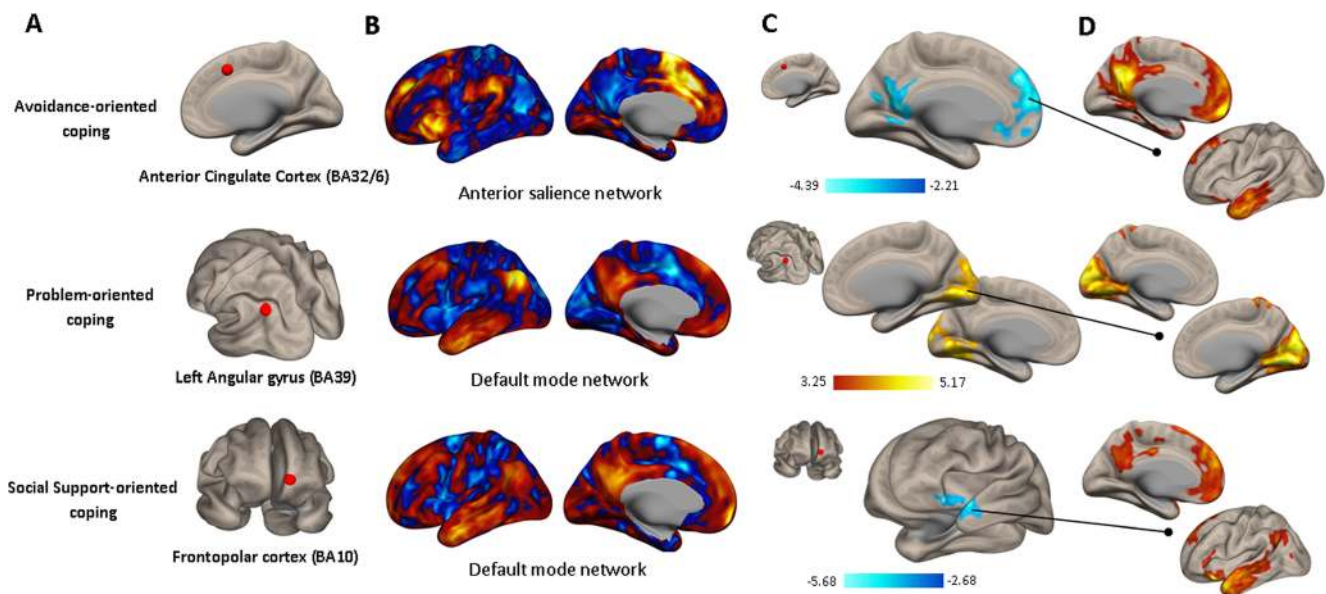 A
B
C
D
Avoidance-oriented
coping
Anterior Cingulate Cortex (BA32/6)
Anterior salience network
-4.39
-2.21
Problem-oriented
coping
Left Angular gyrus (BA39)
Default mode network
3.25
5.17
Social Support-oriented
coping
Frontopolar cortex (BA10)
Default mode network
-5.68
-2.68